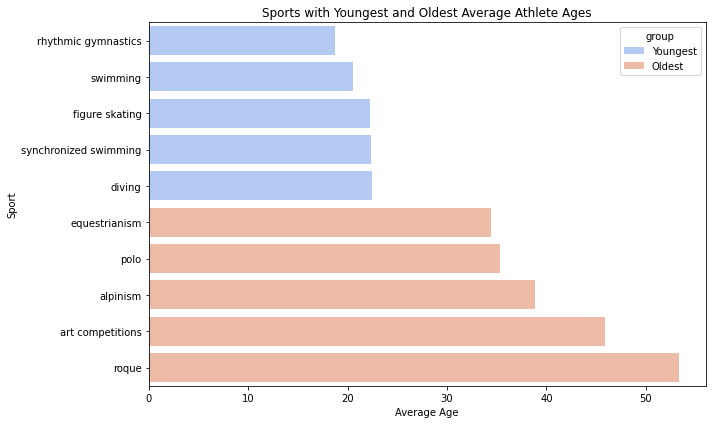 Sports with Youngest and Oldest Average Athlete Ages
group
Youngest
Oldest
Sport
rhythmic gymnastics
swimming
figure skating
synchronized swimming
diving
equestrianism
polo
alpinism
art competitions
roque
0 10 20 30 40 50
Average Age